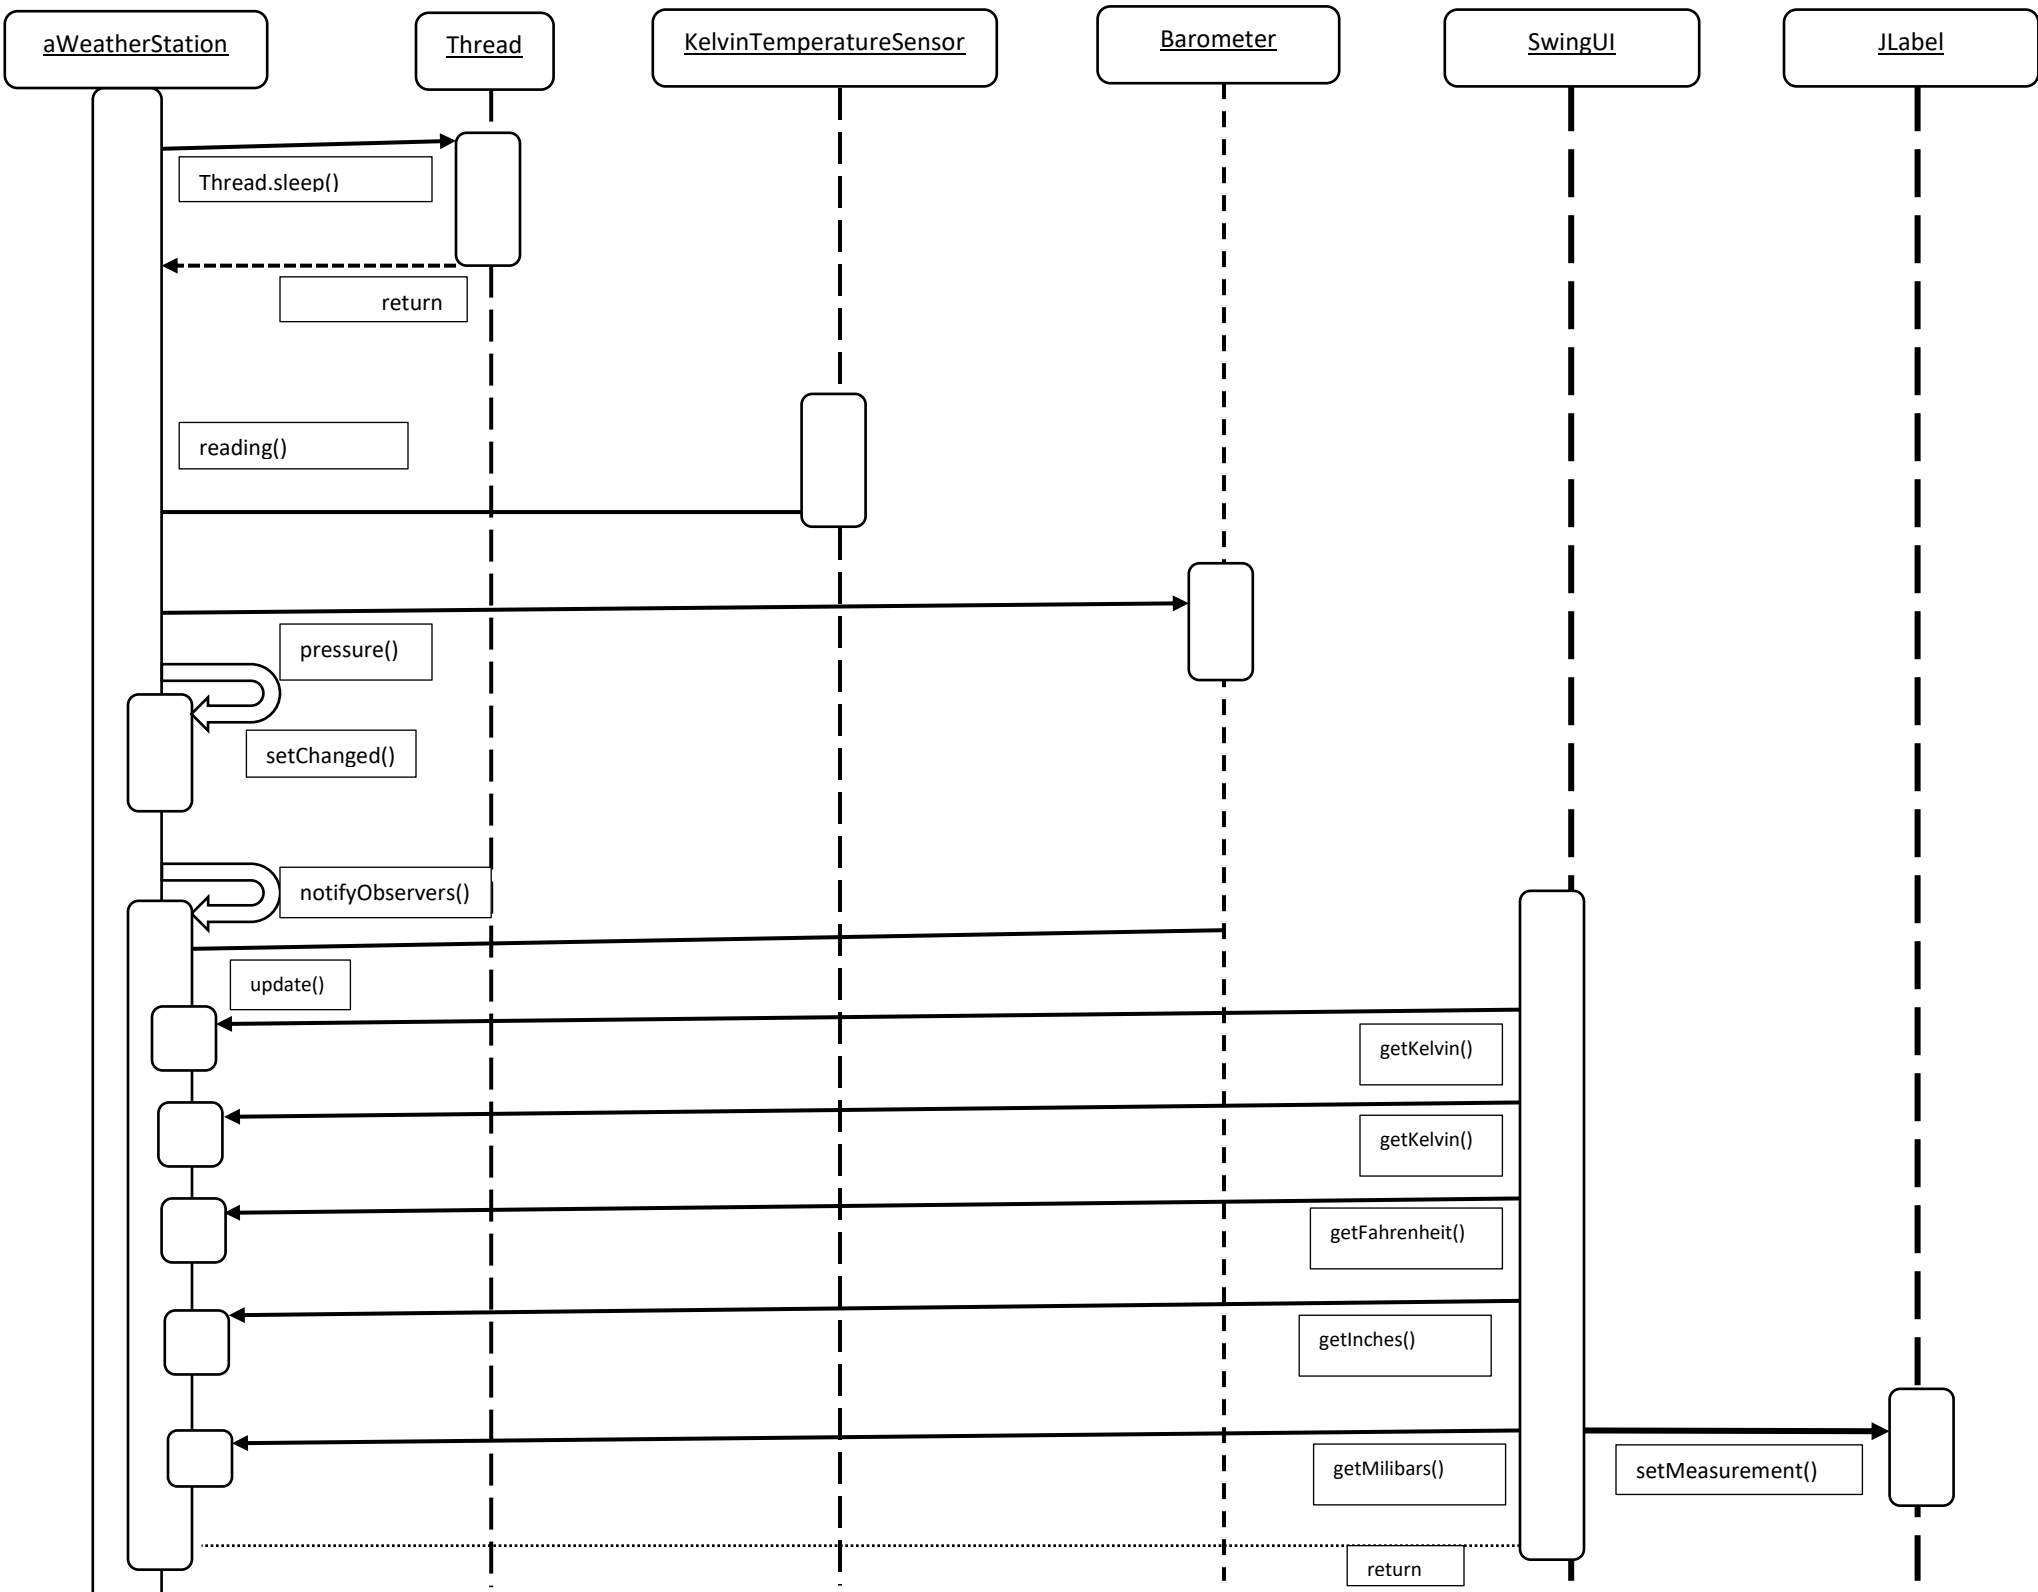 aWeatherStation
Thread
KelvinTemperatureSensor
Barometer
SwingUI
JLabel
Thread.sleep()
return
reading()
pressure()
setChanged()
notifyObservers()
update()
getKelvin()
getKelvin()
getFahrenheit()
getInches()
getMilibars()
setMeasurement()
return